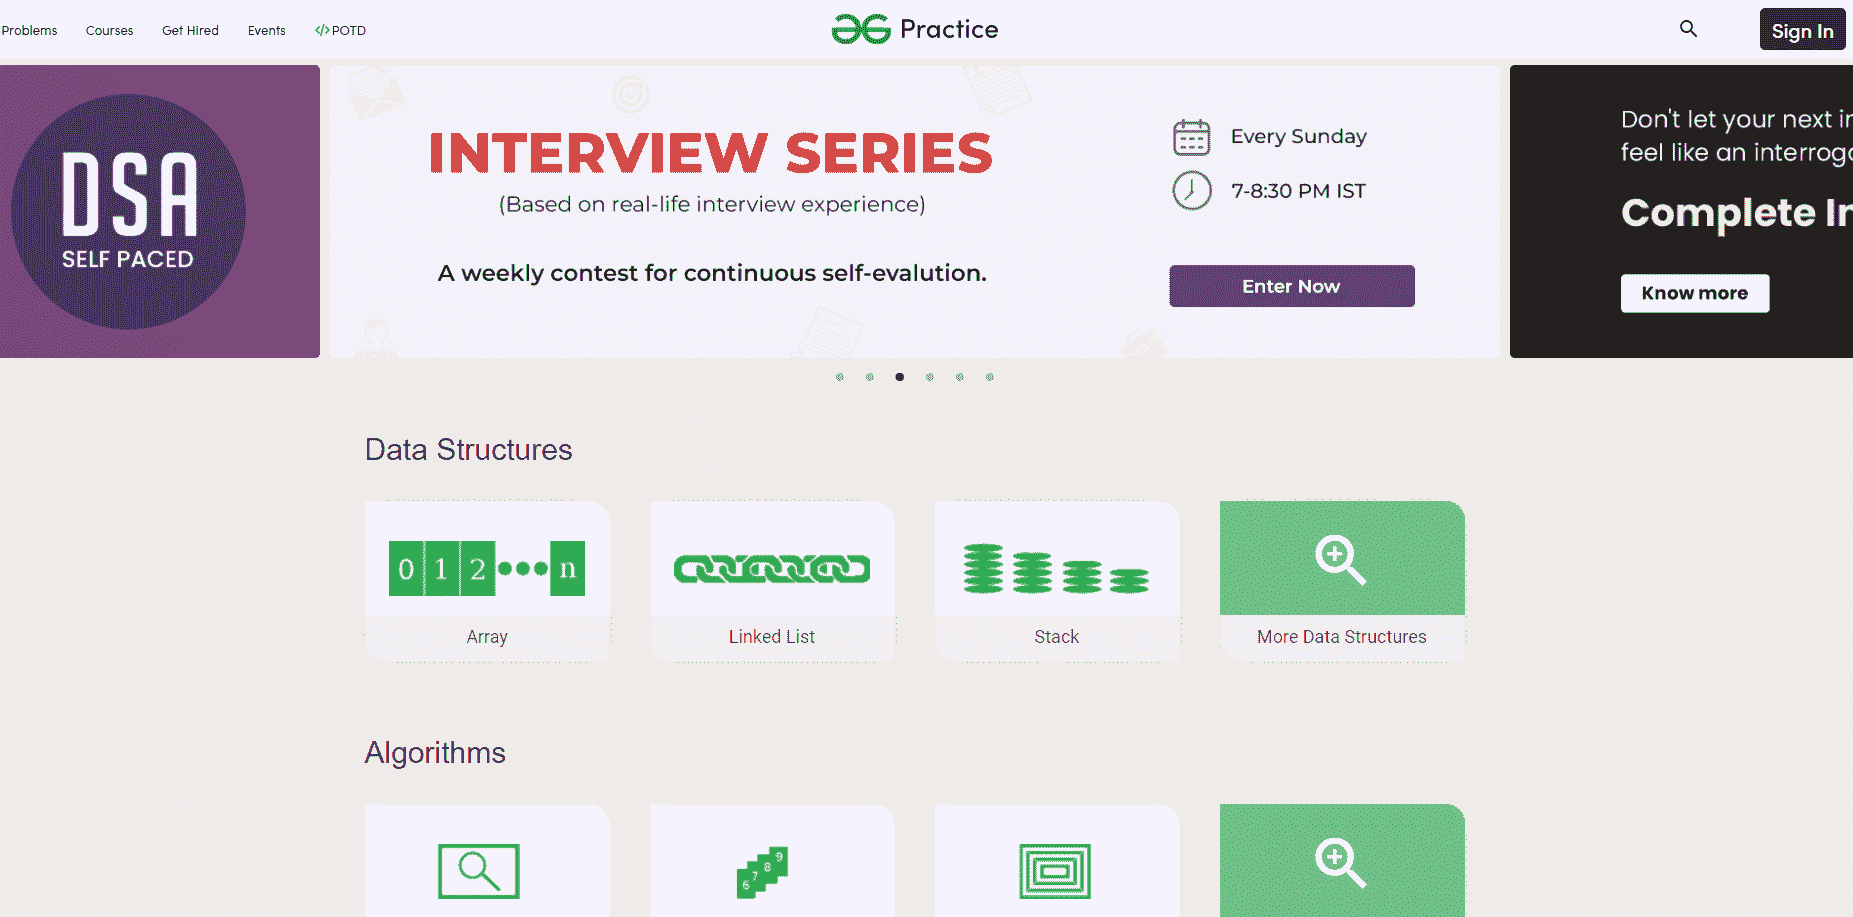 Problems
Courses
Get Hired
Events
</>POTD
Practice
Sign In
DSA
SELF PACED
INTERVIEW SERIES
(Based on real-life interview experience)
A weekly contest for continuous self-evalution.
Every Sunday
7-8:30 PM IST
Enter Now
Don't let your next in
feel like an interroga
Complete In
Know more
Data Structures
0 1 2 ••• n
Array
Linked List
Stack
More Data Structures
Algorithms
6 7 8 9